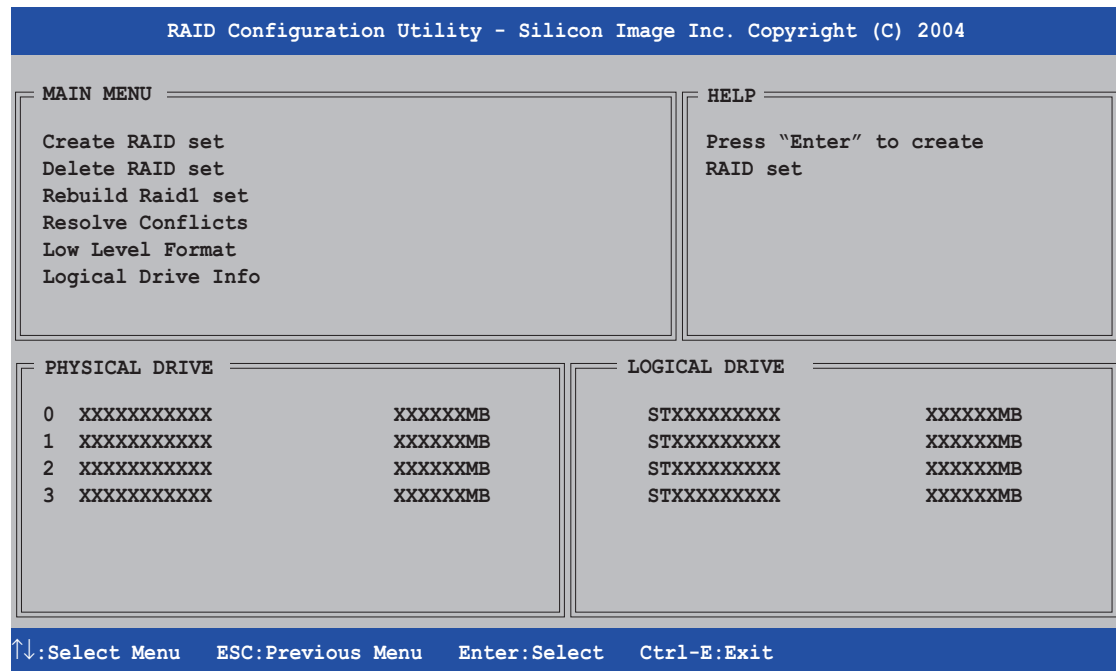 RAID Configuration Utility - Silicon Image Inc. Copyright (C) 2004
MAIN MENU
Create RAID set
Delete RAID set
Rebuild Raid1 set
Resolve Conflicts
Low Level Format
Logical Drive Info
HELP
Press “Enter” to create
RAID set
PHYSICAL DRIVE
0 XXXXXXXXXXX XXXXXXMB
1 XXXXXXXXXXX XXXXXXMB
2 XXXXXXXXXXX XXXXXXMB
3 XXXXXXXXXXX XXXXXXMB
LOGICAL DRIVE
STXXXXXXXXX XXXXXXMB
STXXXXXXXXX XXXXXXMB
STXXXXXXXXX XXXXXXMB
STXXXXXXXXX XXXXXXMB
↑↓:Select Menu ESC:Previous Menu Enter:Select Ctrl-E:Exit